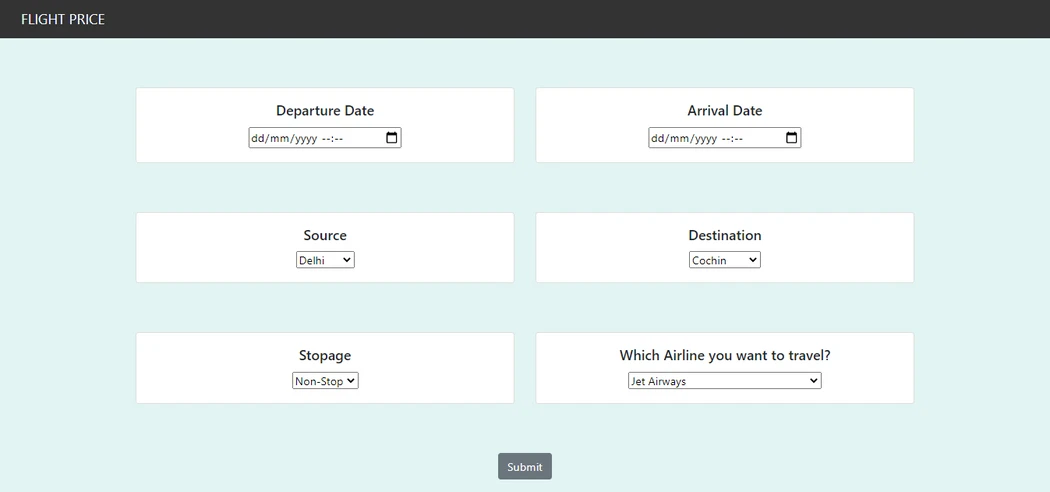 FLIGHT PRICE
Departure Date
Arrival Date
dd/mm/yyyy --:--
dd/mm/yyyy --:--
Source
Destination
Delhi
Cochin
Stopage
Which Airline you want to travel?
Non-Stop
Jet Airways
Submit